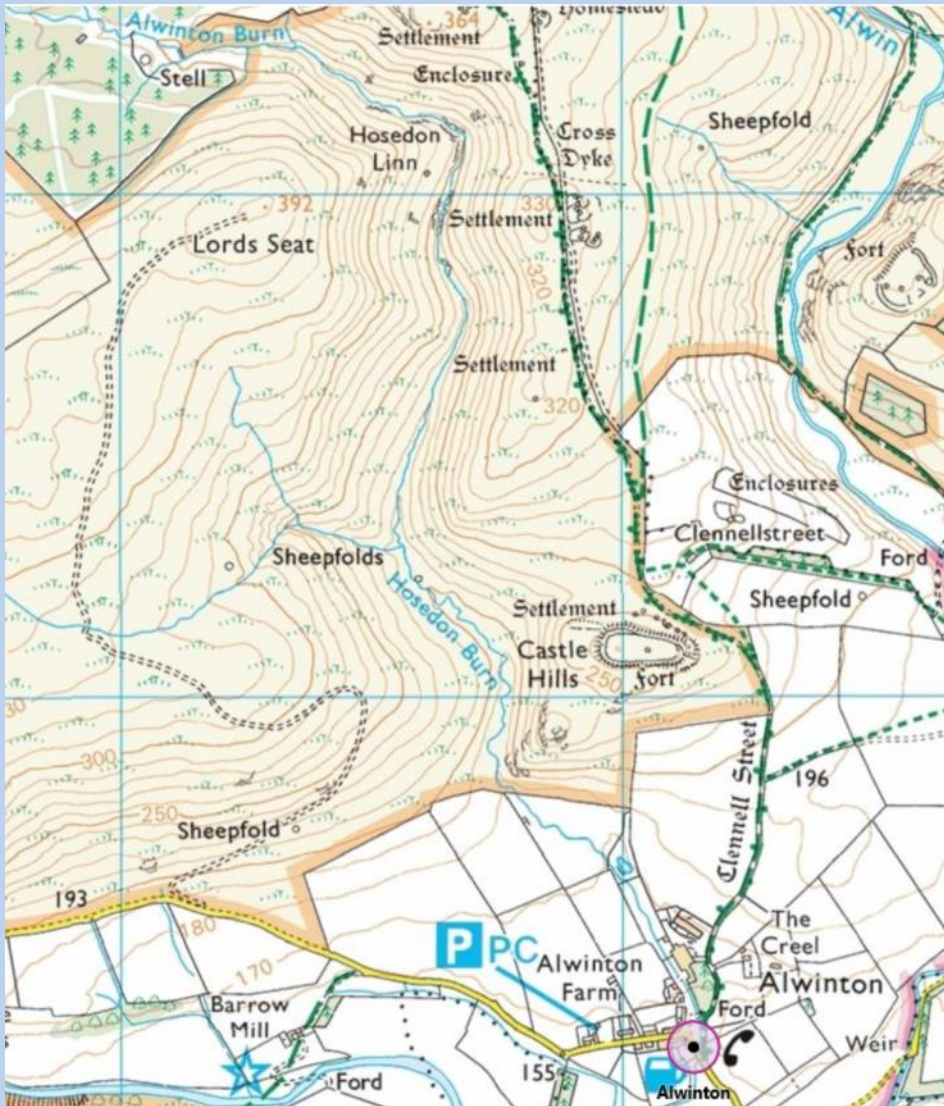 Homestead
Alwin
Alwinton Burn
364
Settlement
Stell
Enclosure
Hosedon
Linn
Cross
Dyke
Sheepfold
392
330
Settlement
Lords Seat
Fort
320
Settlement
320
Enclosures
Clennellstreet
Ford
Sheepfolds
Sheepfold
Hosedon Burn
Settlement
Castle
Hills
250
Fort
300
Clennell Street
196
250
Sheepfold
193
180
P PC
The
Creel
170
Alwinton
Farm
Alwinton
Barrow
Mill
Ford
Weir
155
Ford
Alwinton